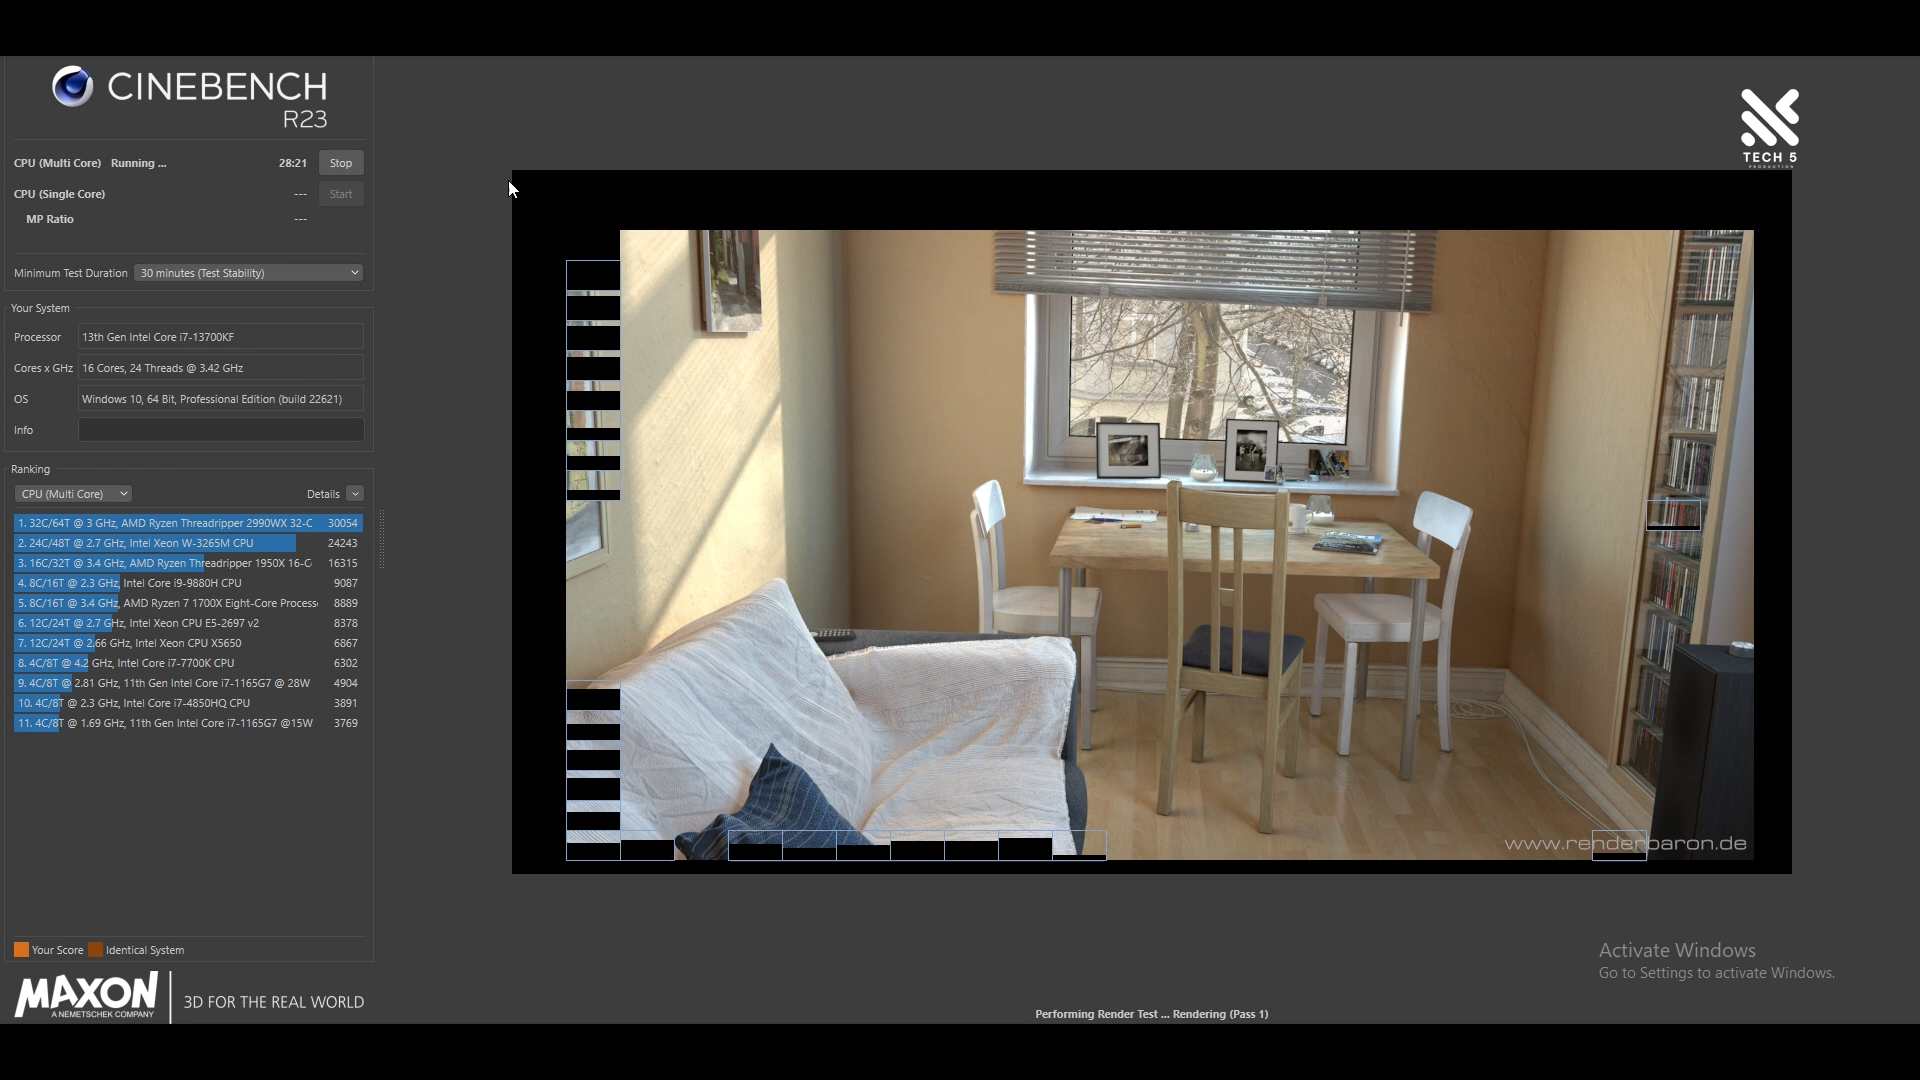 CINEBENCH
R23
CPU (Multi Core) Running ... 28:21 Stop
CPU (Single Core) --- Start
MP Ratio ---
Minimum Test Duration 30 minutes (Test Stability)
Your System
Processor 13th Gen Intel Core i7-13700KF
Cores x GHz 16 Cores, 24 Threads @ 3.42 GHz
OS Windows 10, 64 Bit, Professional Edition (build 22621)
Info
Ranking
CPU (Multi Core) Details
1. 32C/64T @ 3 GHz, AMD Ryzen Threadripper 2990WX 32-C 30054
2. 24C/48T @ 2.7 GHz, Intel Xeon W-3265M CPU 24243
3. 16C/32T @ 3.4 GHz, AMD Ryzen Threadripper 1950X 16-C 16315
4. 8C/16T @ 2.3 GHz, Intel Core i9-9880H CPU 9087
5. 8C/16T @ 3.4 GHz, AMD Ryzen 7 1700X Eight-Core Process 8889
6. 12C/24T @ 2.7 GHz, Intel Xeon CPU E5-2697 v2 8378
7. 12C/24T @ 2.66 GHz, Intel Xeon CPU X5650 6867
8. 4C/8T @ 4.2 GHz, Intel Core i7-7700K CPU 6302
9. 4C/8T @ 2.81 GHz, 11th Gen Intel Core i7-1165G7 @ 28W 4904
10. 4C/8T @ 2.3 GHz, Intel Core i7-4850HQ CPU 3891
11. 4C/8T @ 1.69 GHz, 11th Gen Intel Core i7-1165G7 @15W 3769
Your Score Identical System
MAXON
A NEMETSCHEK COMPANY
3D FOR THE REAL WORLD
TECH 5
PRODUCTION
www.renderbaron.de
Activate Windows
Go to Settings to activate Windows.
Performing Render Test ... Rendering (Pass 1)